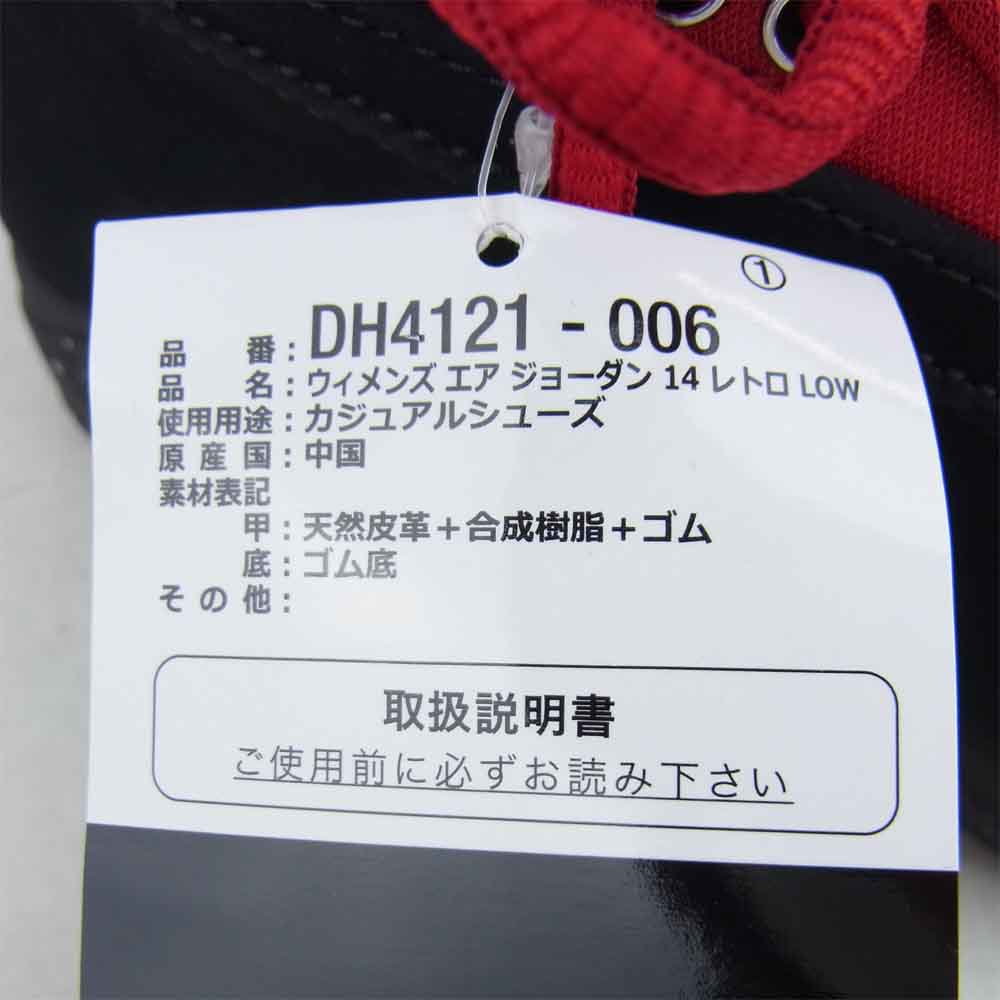 ①
品番：DH4121 - 006
品名：ウィメンズ エア ジョーダン 14 レトロ LOW
使用用途：カジュアルシューズ
原産国：中国
素材表記
甲：天然皮革＋合成樹脂＋ゴム
底：ゴム底
その他：
取扱説明書
ご使用前に必ずお読み下さい